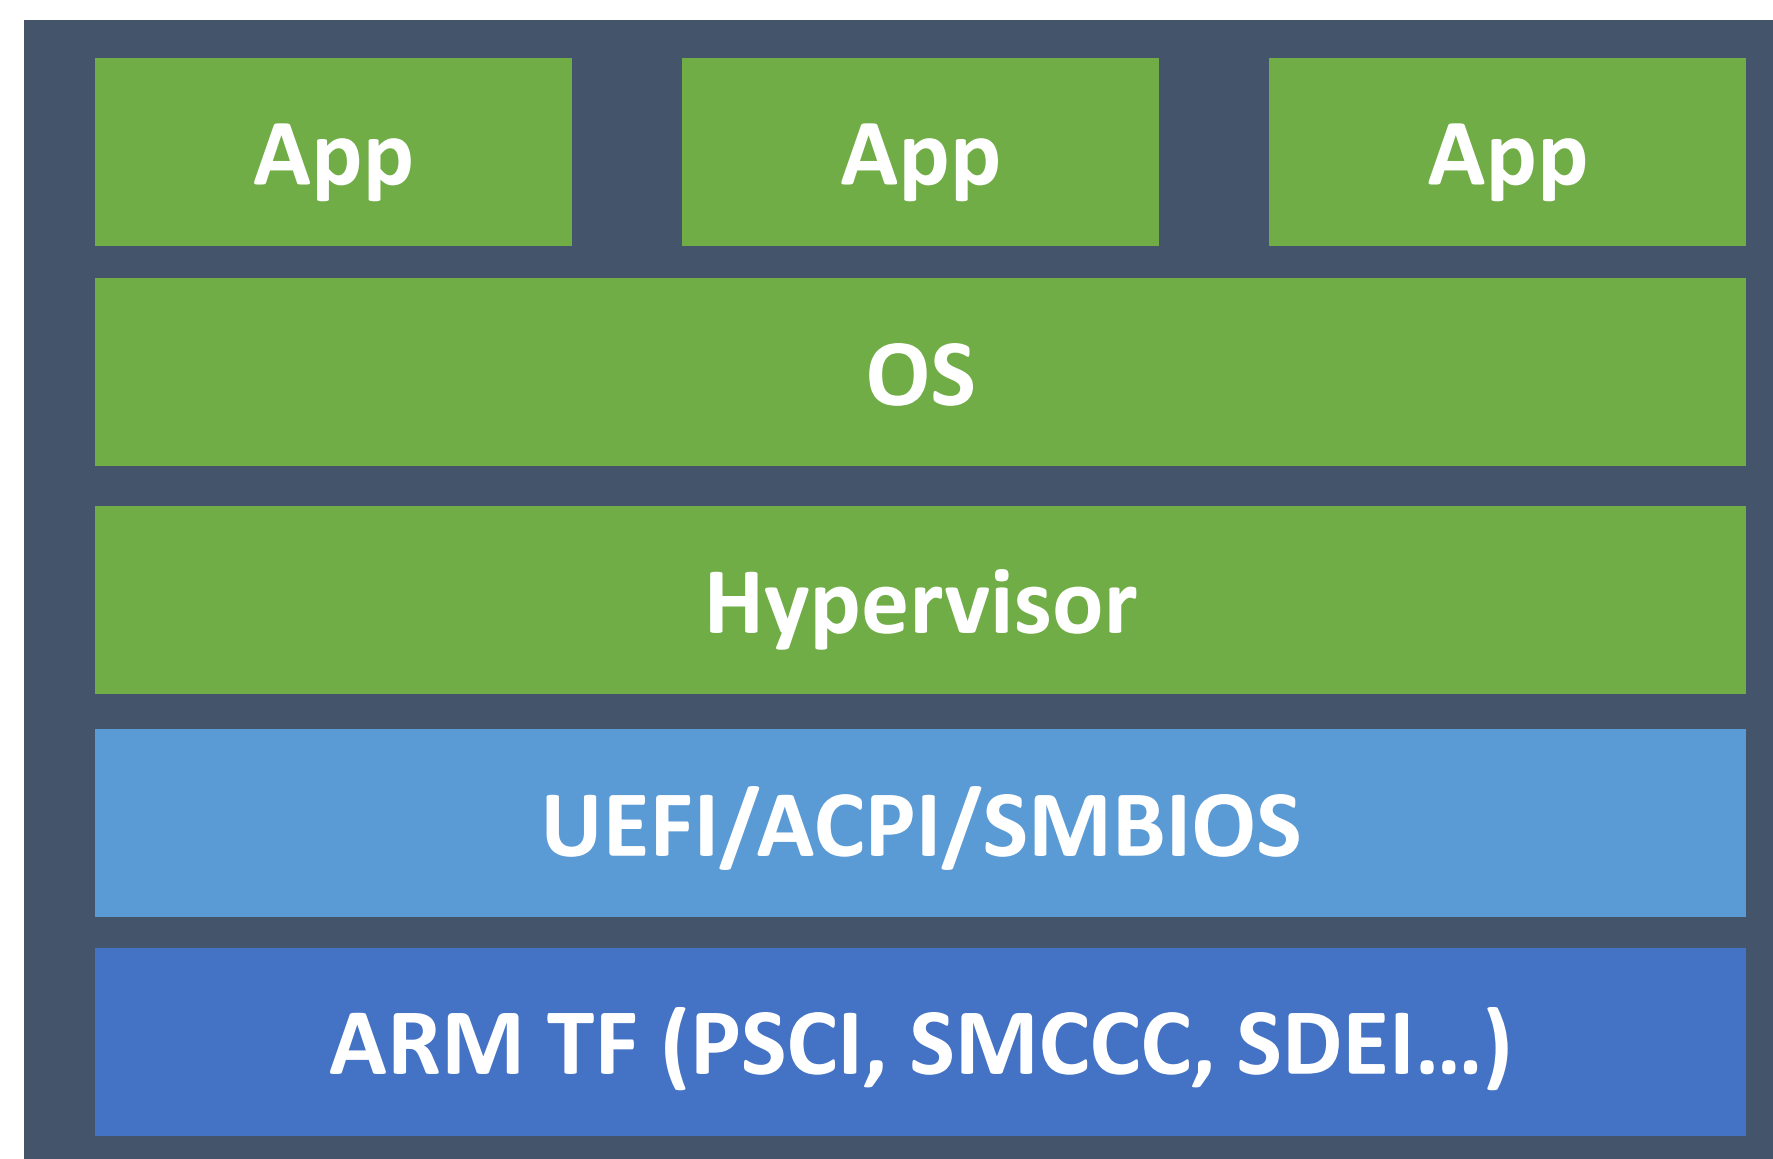 App App App
OS
Hypervisor
UEFI/ACPI/SMBIOS
ARM TF (PSCI, SMCCC, SDEI…)